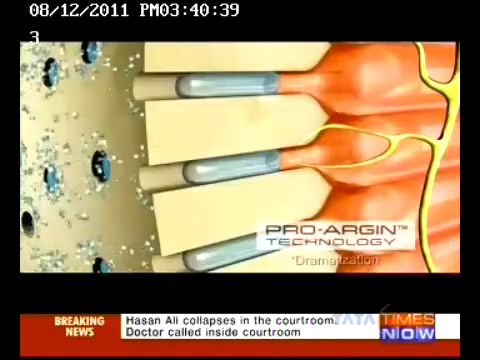 08/12/2011 PM03:40:39
3
PRO-ARGIN™
TECHNOLOGY
*Dramatization
BREAKING
NEWS
Hasan Ali collapses in the courtroom.
Doctor called inside courtroom
TATA
TIMES
NOW